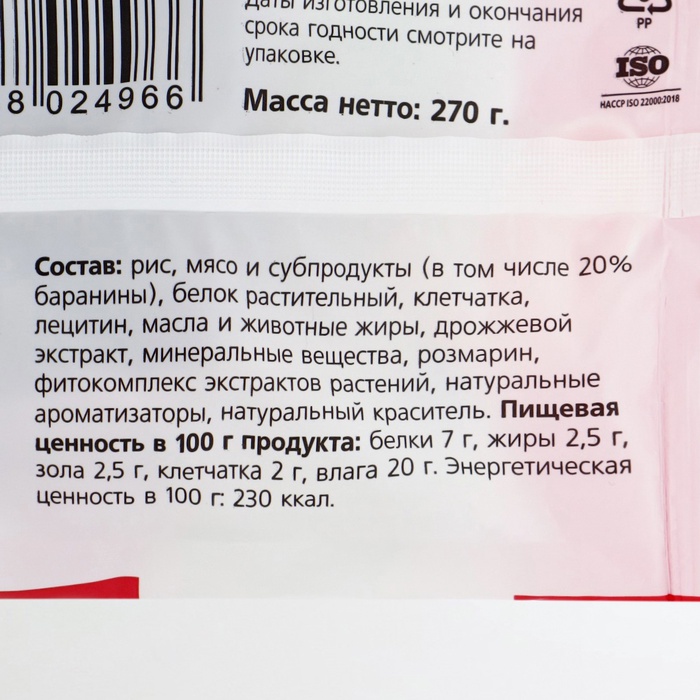 Даты изготовления и окончания
срока годности смотрите на
упаковке.
Масса нетто: 270 г.
8 024966
PP
ISO
HACCP ISO 22000:2018
Состав: рис, мясо и субпродукты (в том числе 20%
баранины), белок растительный, клетчатка,
лецитин, масла и животные жиры, дрожжевой
экстракт, минеральные вещества, розмарин,
фитокомплекс экстрактов растений, натуральные
ароматизаторы, натуральный краситель. Пищевая
ценность в 100 г продукта: белки 7 г, жиры 2,5 г,
зола 2,5 г, клетчатка 2 г, влага 20 г. Энергетическая
ценность в 100 г: 230 ккал.